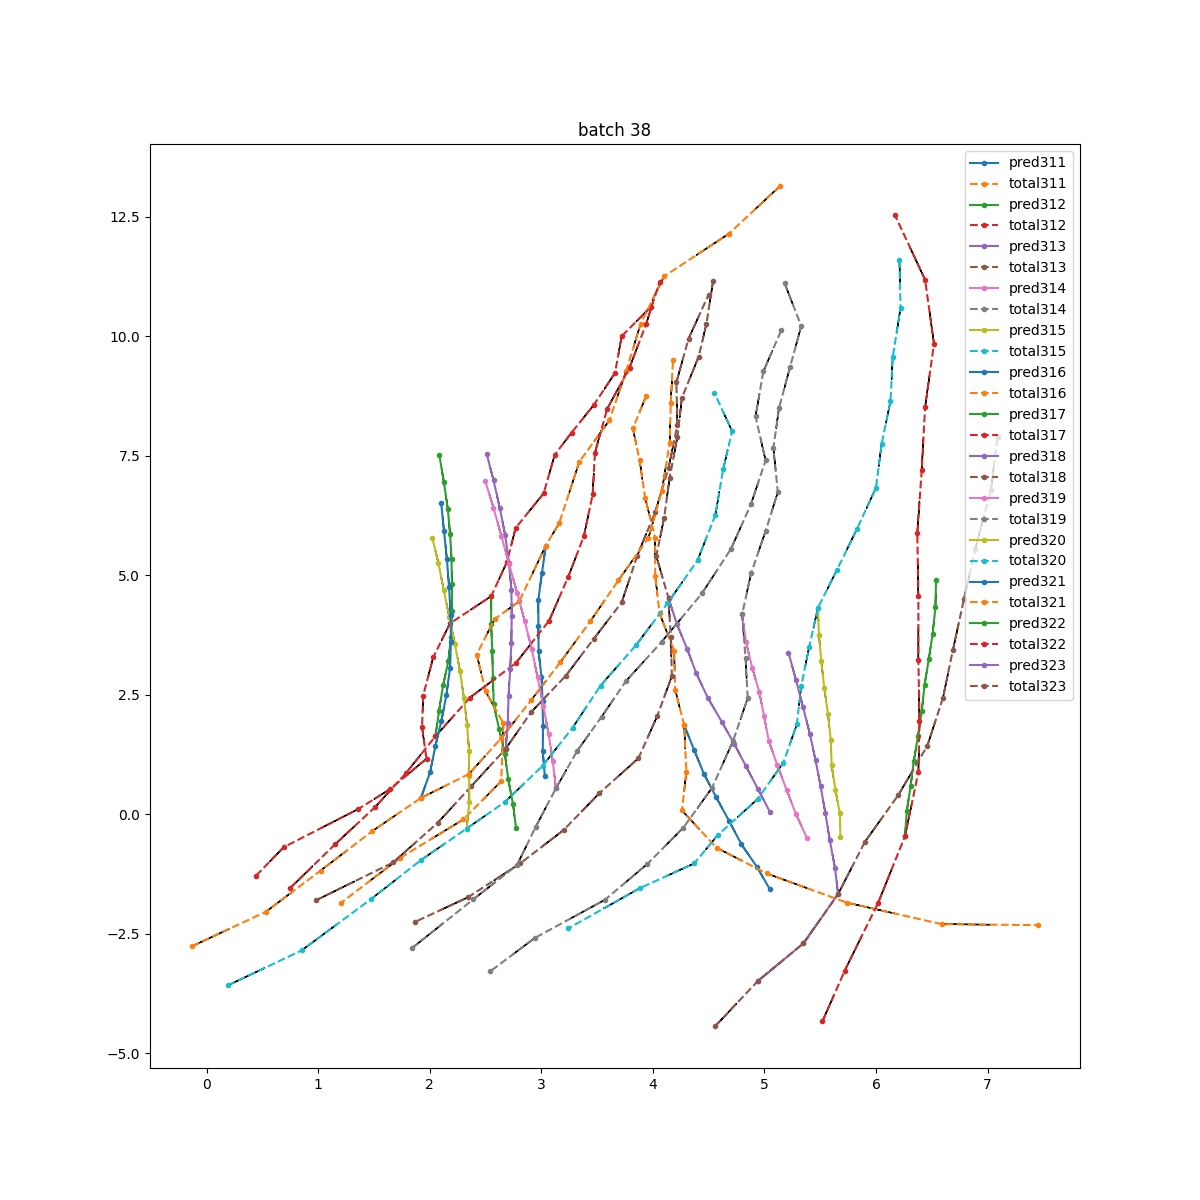 batch 38
12.5
10.0
7.5
5.0
2.5
0.0
−2.5
−5.0
0 1 2 3 4 5 6 7
pred311
total311
pred312
total312
pred313
total313
pred314
total314
pred315
total315
pred316
total316
pred317
total317
pred318
total318
pred319
total319
pred320
total320
pred321
total321
pred322
total322
pred323
total323